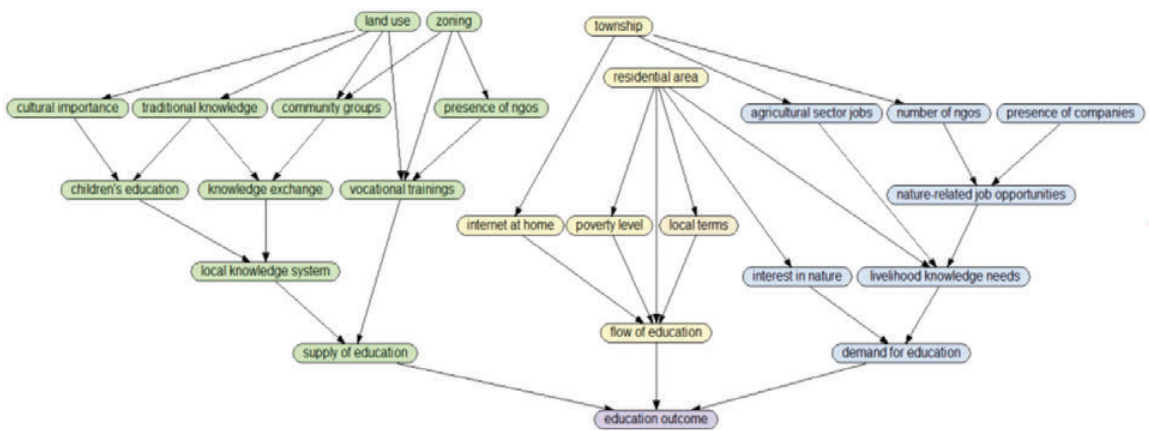 land use
zoning
township
residential area
cultural importance
traditional knowledge
community groups
presence of ngos
agricultural sector jobs
number of ngos
presence of companies
children's education
knowledge exchange
vocational trainings
nature-related job opportunities
internet at home
poverty level
local terms
local knowledge system
interest in nature
livelihood knowledge needs
flow of education
supply of education
demand for education
education outcome